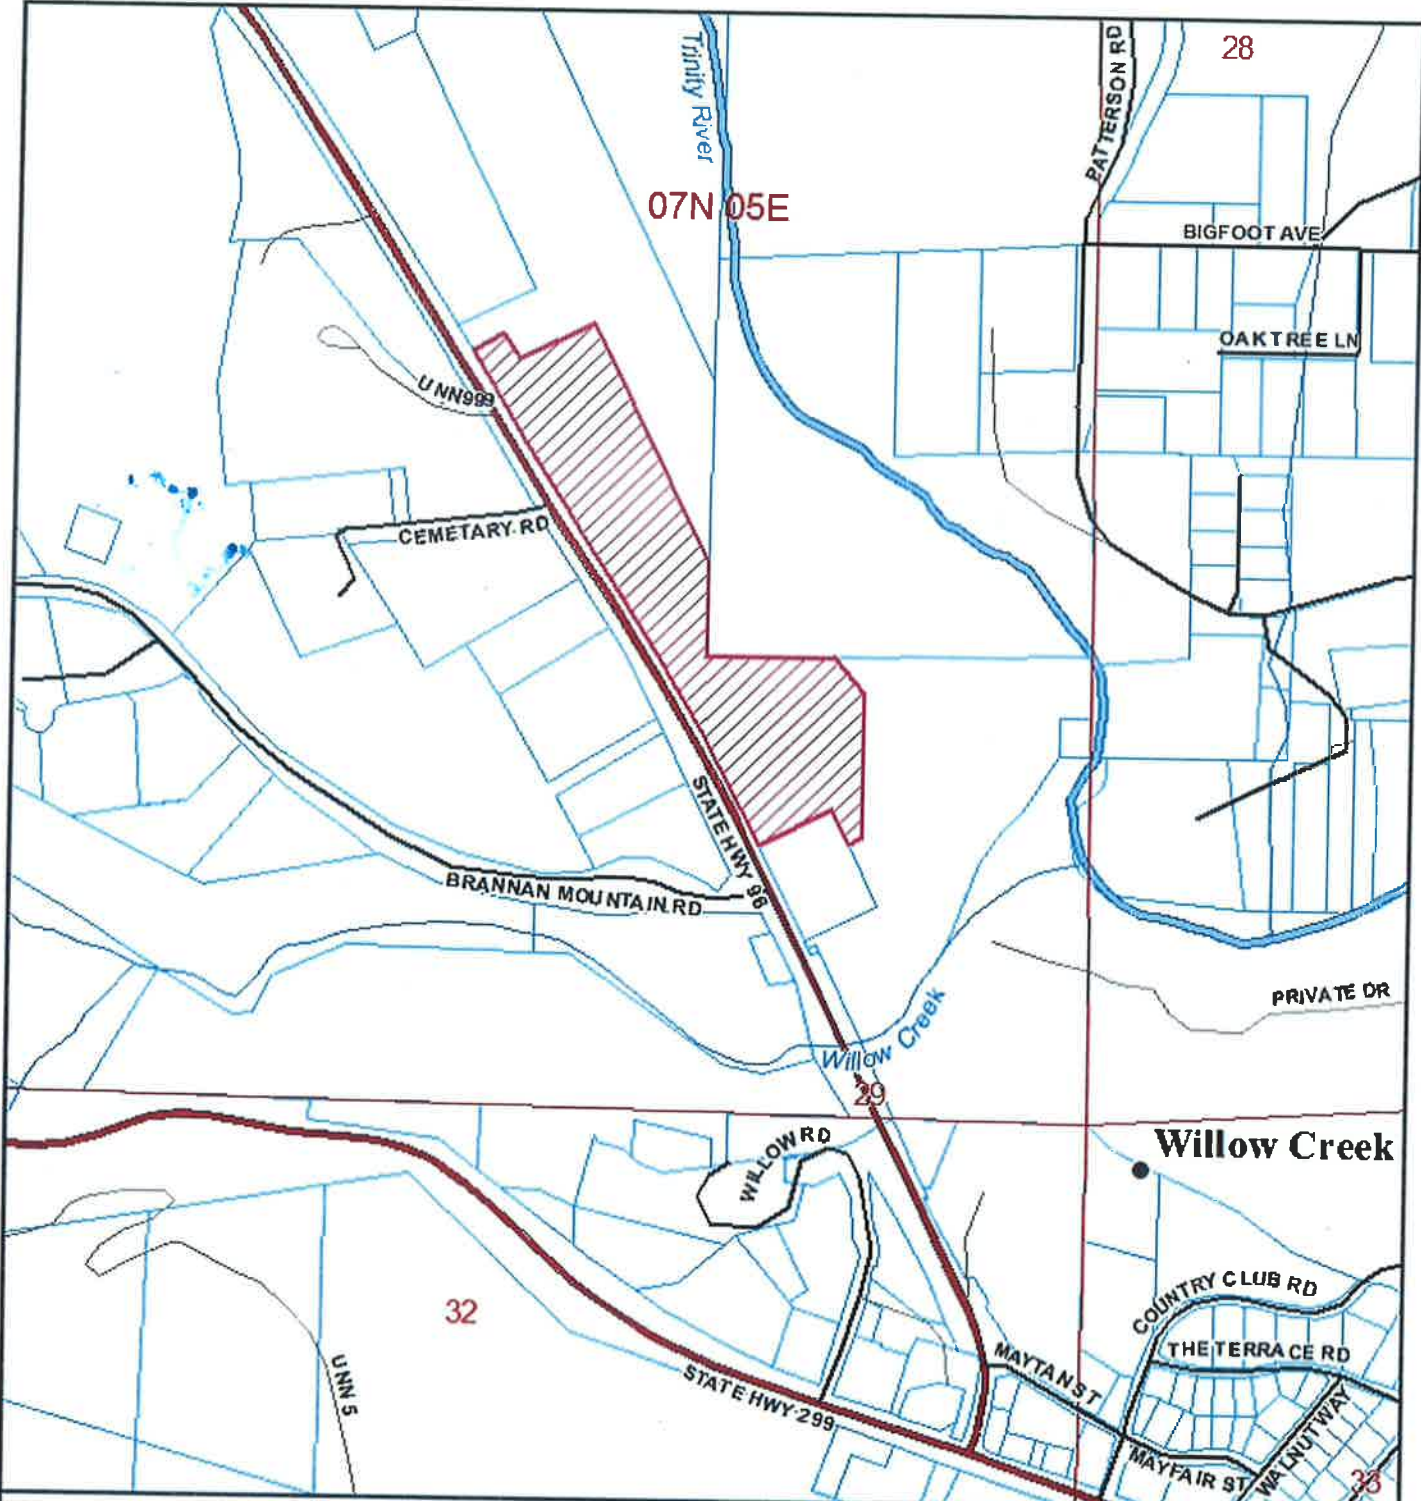 28
PATTERSON RD
Trinity River
07N 05E
BIGFOOT AVE
OAK TREE LN
UNN999
CEMETARY RD
STATE HWY 96
BRANNAN MOUNTAIN RD
PRIVATE DR
Willow Creek
29
Willow Creek
WILLOW RD
COUNTRY CLUB RD
32
THE TERRACE RD
MAYTAN ST
UNN 5
STATE HWY 299
WALNUT WAY
MAYFAIR ST
33